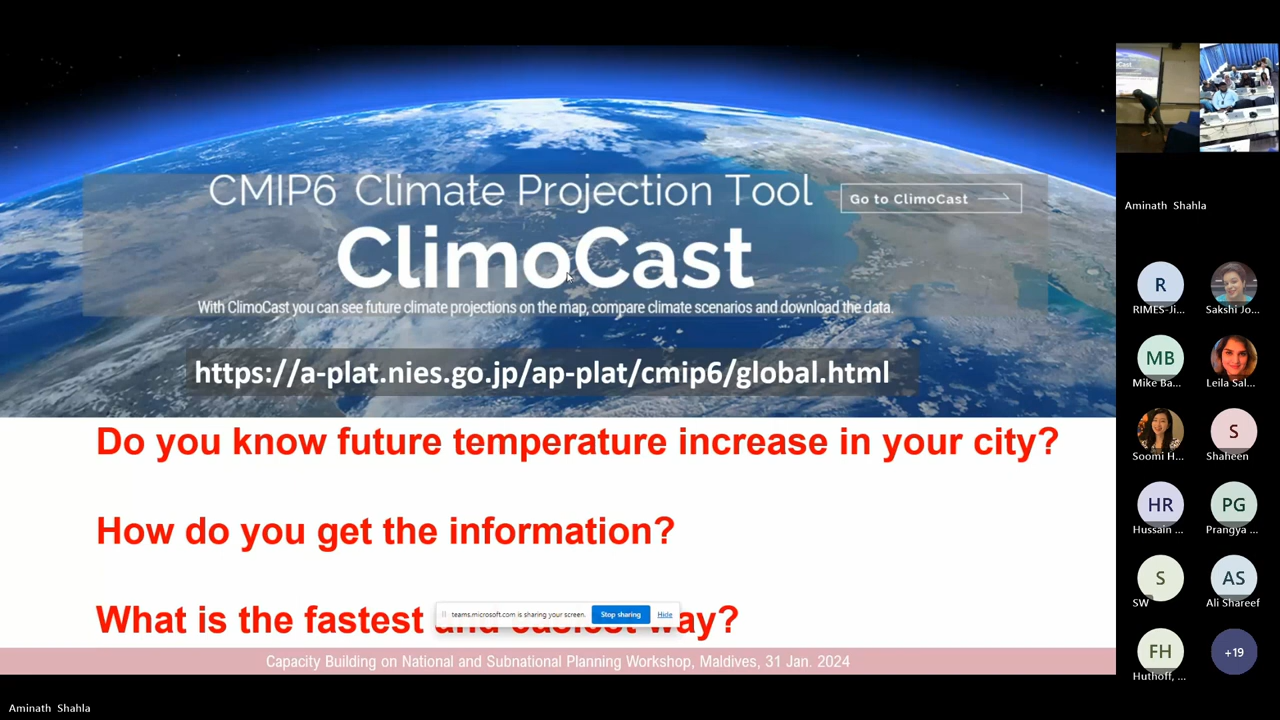 CMIP6 Climate Projection Tool
Go to ClimoCast
ClimoCast
With ClimoCast you can see future climate projections on the map, compare climate scenarios and download the data.
https://a-plat.nies.go.jp/ap-plat/cmip6/global.html
Do you know future temperature increase in your city?
How do you get the information?
What is the fastest and easiest way?
teams.microsoft.com is sharing your screen.
Stop sharing
Hide
Capacity Building on National and Subnational Planning Workshop, Maldives, 31 Jan. 2024
Aminath Shahla
Aminath Shahla
R
RIMES-Ji...
Sakshi Jo...
MB
Mike Ba...
Leila Sal...
Soomi H...
S
Shaheen
HR
Hussain ...
PG
Prangya ...
S
SW
AS
Ali Shareef
FH
Huthoff, ...
+19